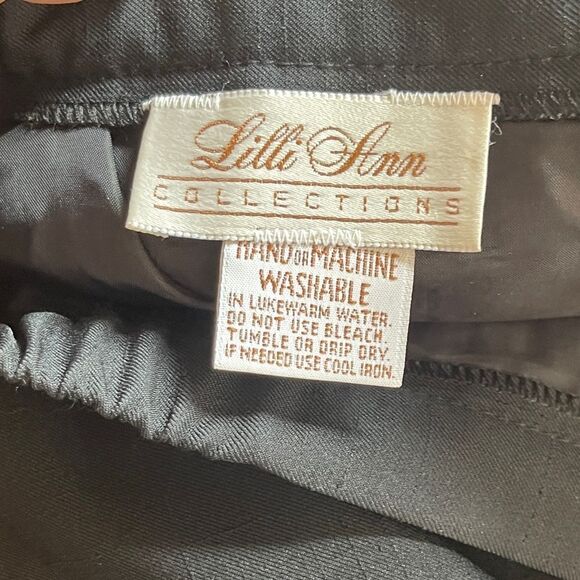 Lilli Ann
COLLECTIONS
HAND OR MACHINE
WASHABLE
IN LUKEWARM WATER.
DO NOT USE BLEACH.
TUMBLE OR DRIP DRY.
IF NEEDED USE COOL IRON.